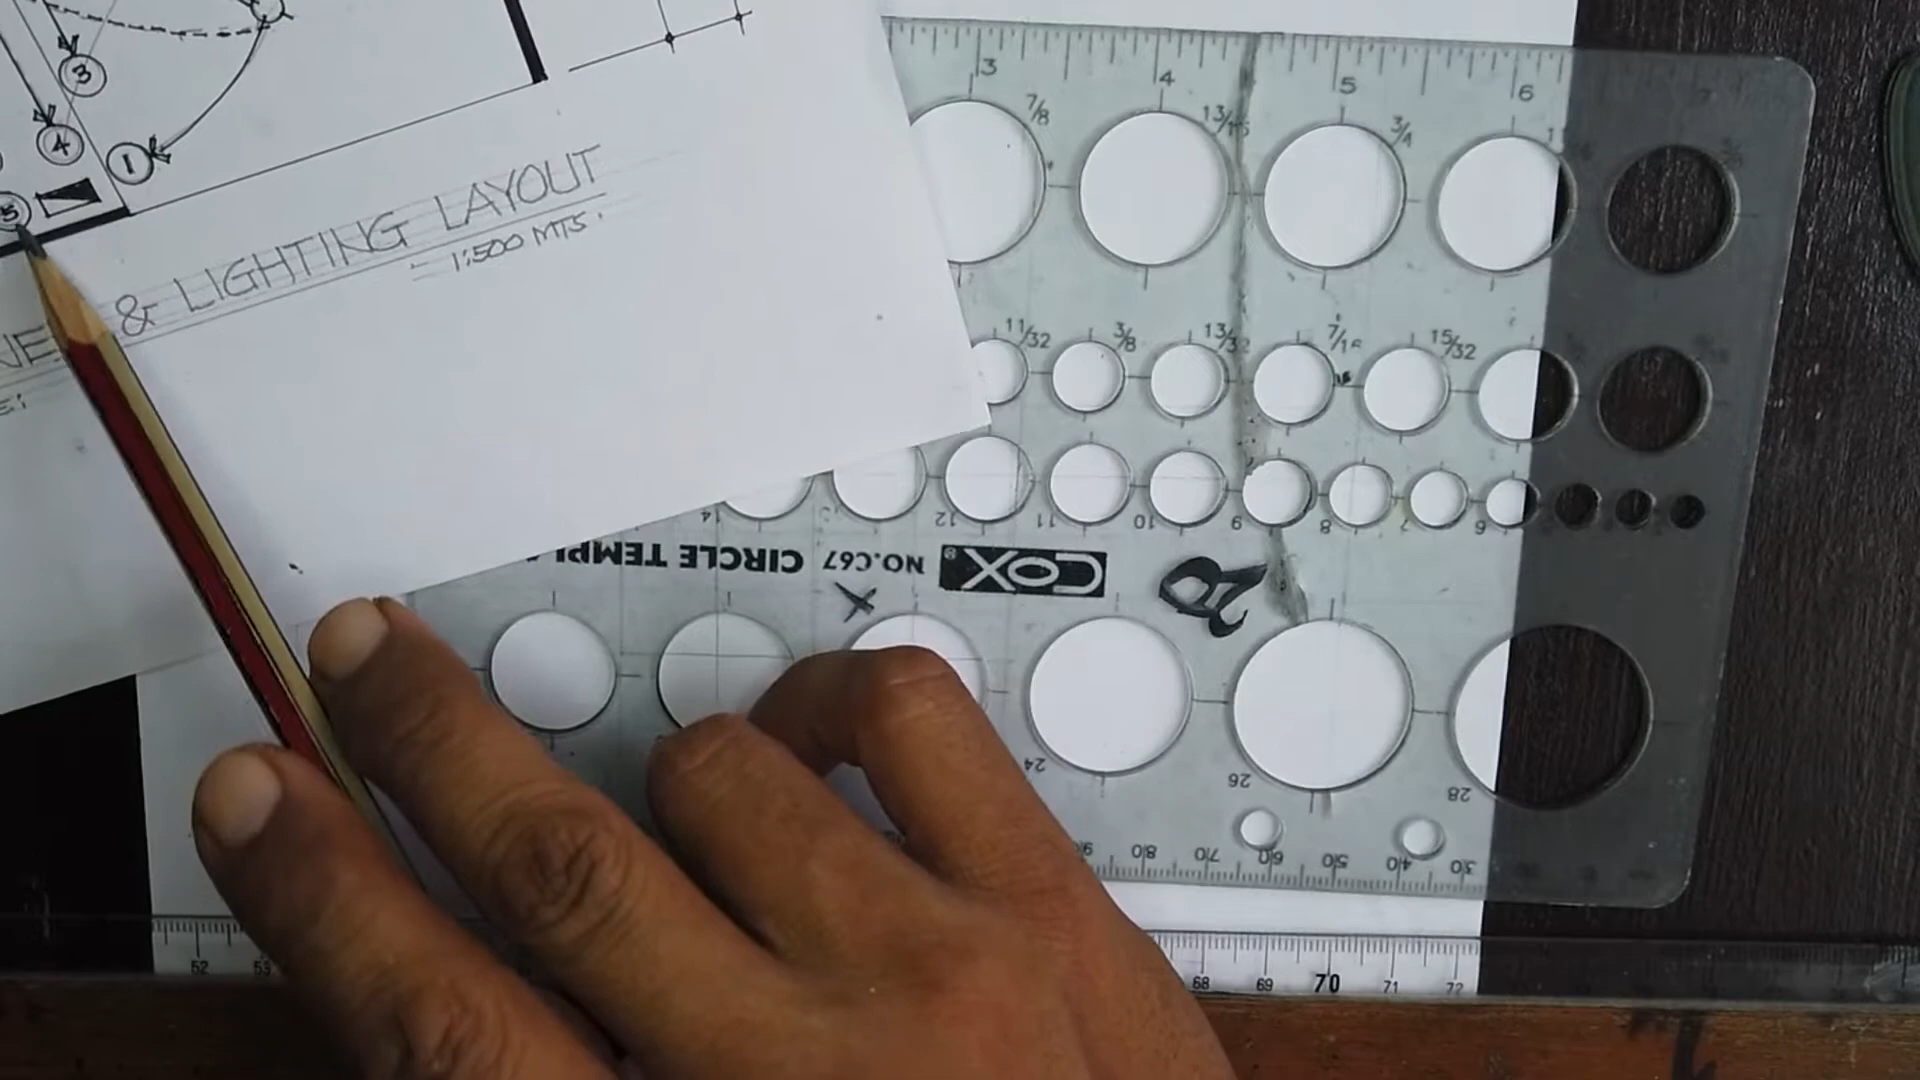 3
4
1
5
& LIGHTING LAYOUT
1:500 MTS.
E:
3 4 5 6
7/8 13/16 3/4
11/32 3/8 13/32 7/16 15/32
14 12 11 10 9 8 7 6
COX NO.C67 CIRCLE
24 26 28
80 70 60 50 40 30
52 53 68 69 70 71 72